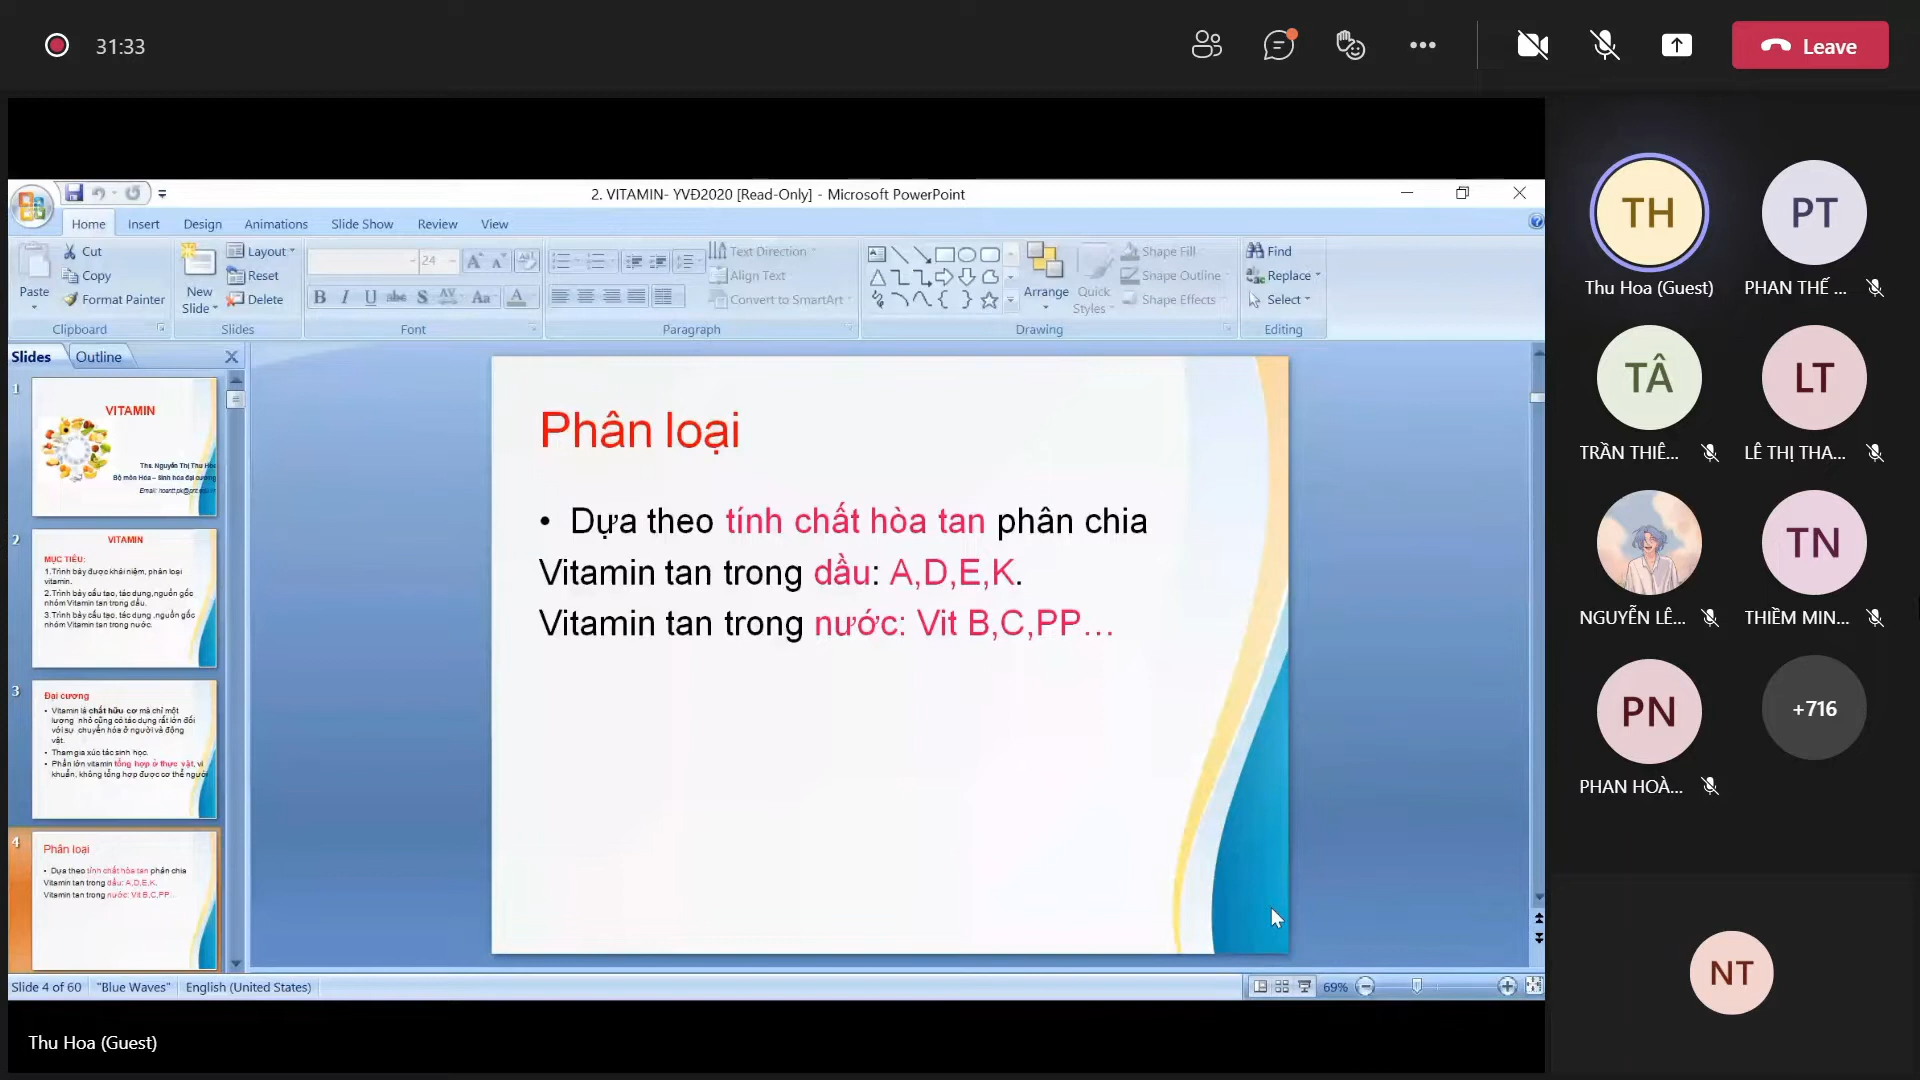 31:33
Leave
2. VITAMIN- YVĐ2020 [Read-Only] - Microsoft PowerPoint
Home Insert Design Animations Slide Show Review View
Paste
Cut
Copy
Format Painter
Clipboard
New Slide
Layout
Reset
Delete
Slides
24
B I U abc S AV Aa A
Font
Text Direction
Align Text
Convert to SmartArt
Paragraph
Arrange
Quick Styles
Shape Fill
Shape Outline
Shape Effects
Drawing
Find
Replace
Select
Editing
Slides Outline
1
VITAMIN
Ths. Nguyễn Thị Thu Hoa
Bộ môn Hóa – Sinh hóa đại cương
2
VITAMIN
MỤC TIÊU:
1.Trình bày được khái niệm, phân loại
vitamin.
2.Trình bày cấu tạo, tác dụng,nguồn gốc
nhóm Vitamin tan trong dầu.
3.Trình bày cấu tạo, tác dụng ,nguồn gốc
nhóm Vitamin tan trong nước.
3
Đại cương
• Vitamin là chất hữu cơ mà chỉ một
lượng nhỏ cũng có tác dụng rất lớn đối
với sự chuyển hóa ở người và động
vật.
• Tham gia xúc tác sinh học.
• Phần lớn vitamin tổng hợp ở thực vật, vi
khuẩn, không tổng hợp được cơ thể người
4
Phân loại
• Dựa theo tính chất hòa tan phân chia
Vitamin tan trong dầu: A,D,E,K.
Vitamin tan trong nước: Vit B,C,PP…
Phân loại
• Dựa theo tính chất hòa tan phân chia
Vitamin tan trong dầu: A,D,E,K.
Vitamin tan trong nước: Vit B,C,PP…
Slide 4 of 60 "Blue Waves" English (United States)
69%
Thu Hoa (Guest)
TH
Thu Hoa (Guest)
PT
PHAN THẾ ...
TÂ
TRẦN THIÊ...
LT
LÊ THỊ THA...
NGUYỄN LÊ...
TN
THIỀM MIN...
PN
PHAN HOÀ...
+716
NT